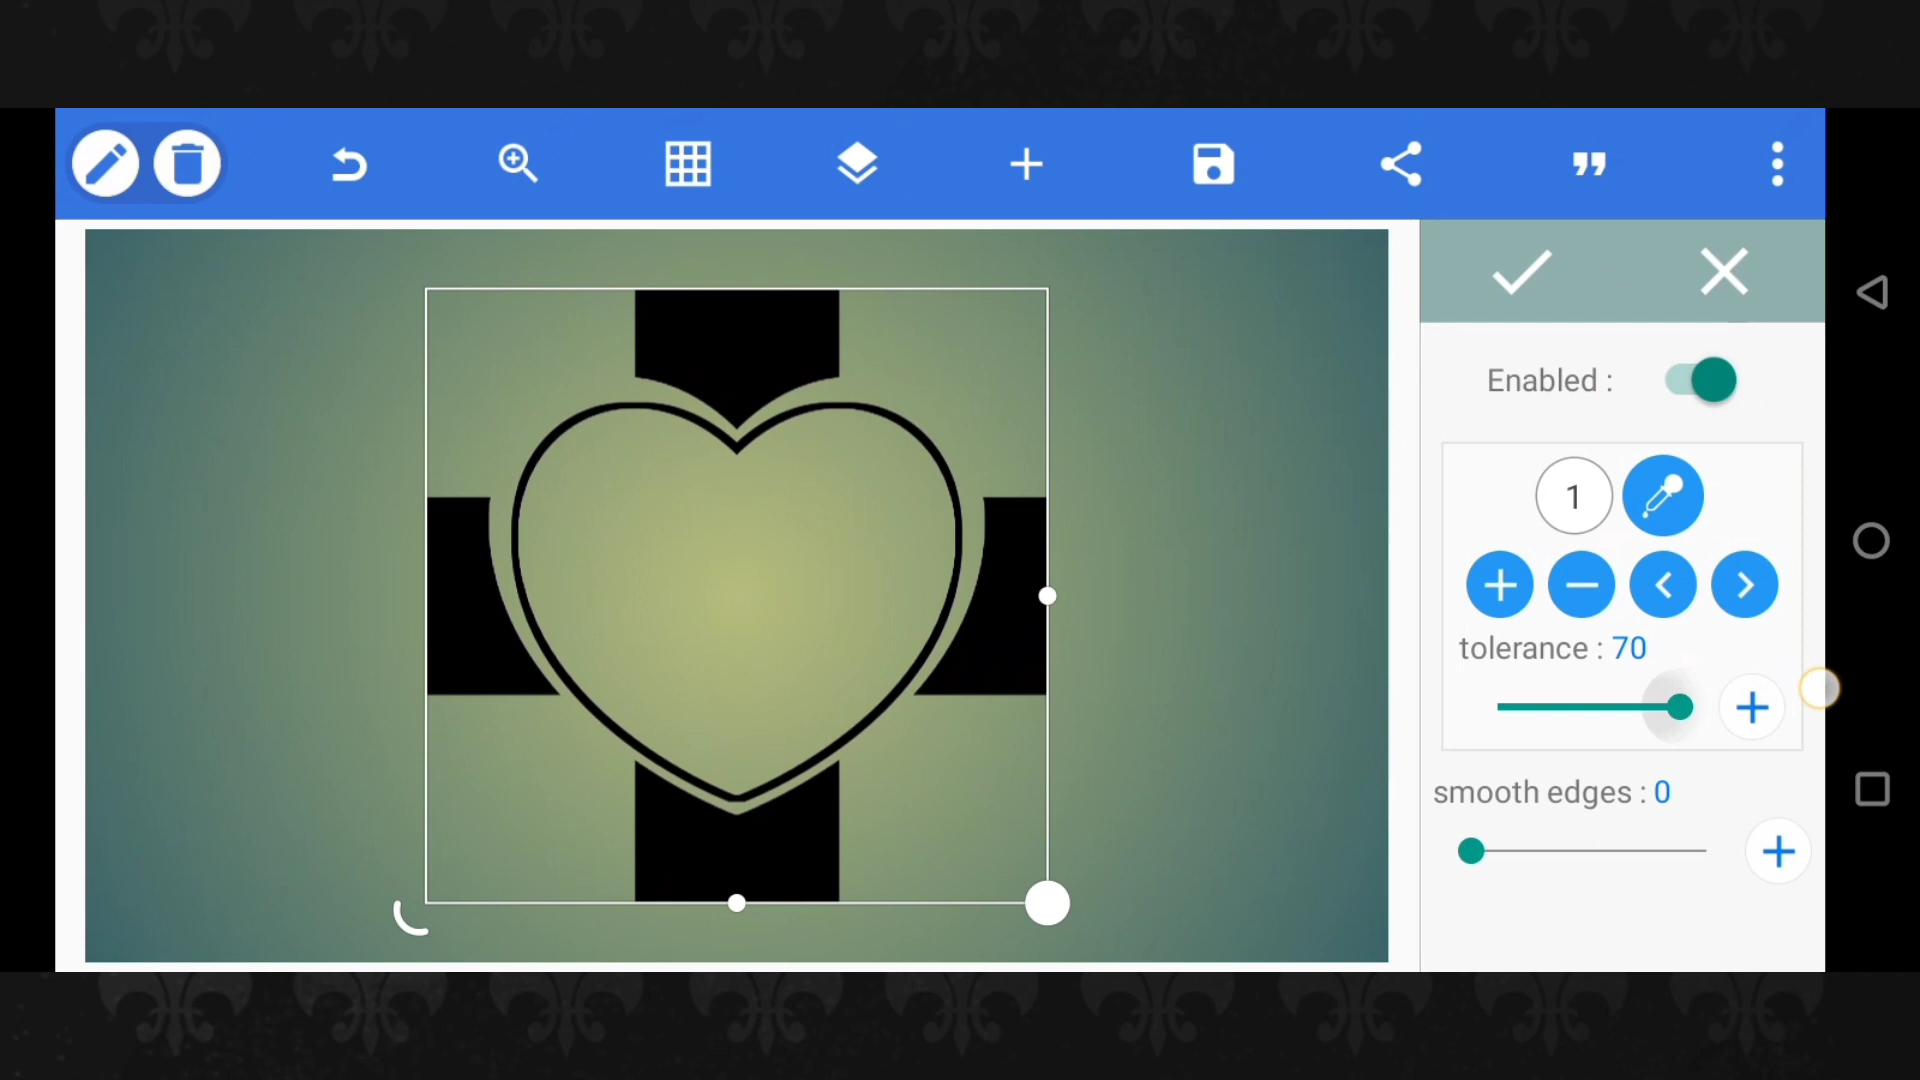 Enabled :
1
tolerance : 70
smooth edges : 0